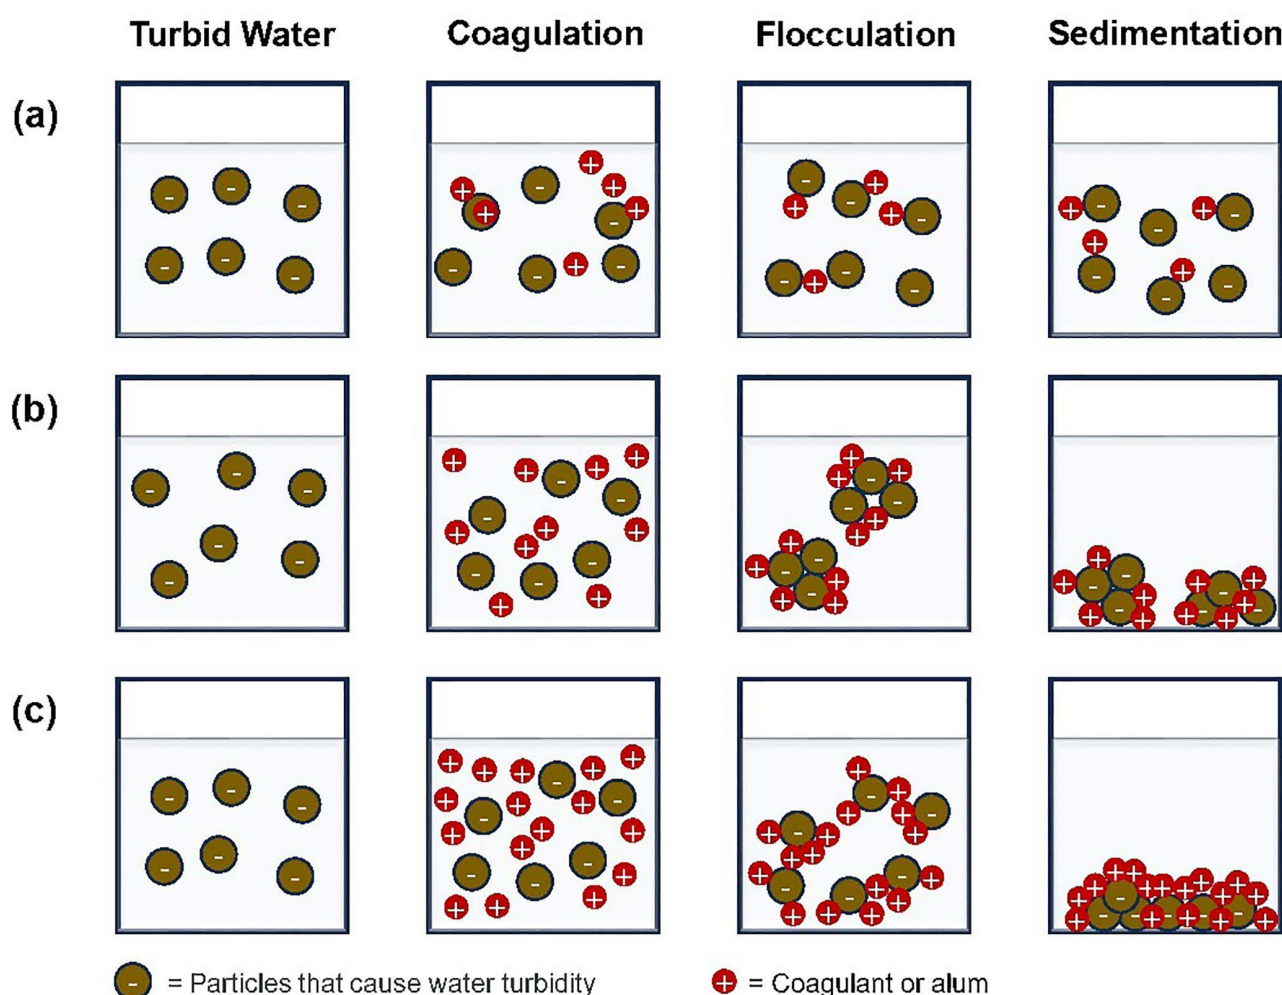 Turbid Water Coagulation Flocculation Sedimentation
(a)
(b)
(c)
= Particles that cause water turbidity = Coagulant or alum